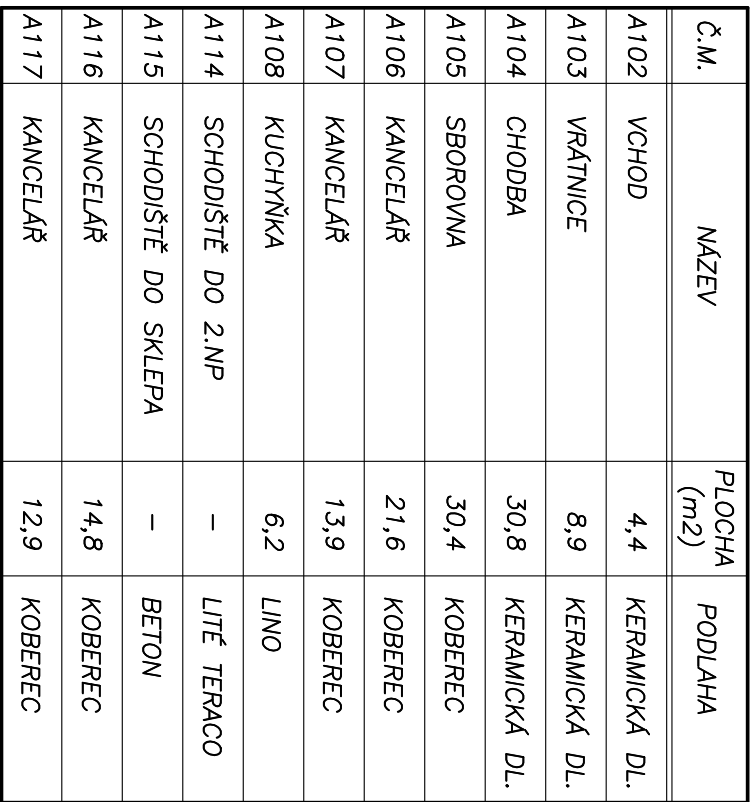 Č.M. NÁZEV PLOCHA (m2) PODLAHA
A102 VCHOD 4,4 KERAMICKÁ DL.
A103 VRÁTNICE 8,9 KERAMICKÁ DL.
A104 CHODBA 30,8 KERAMICKÁ DL.
A105 SBOROVNA 30,4 KOBEREC
A106 KANCELÁŘ 21,6 KOBEREC
A107 KANCELÁŘ 13,9 KOBEREC
A108 KUCHYŇKA 6,2 LINO
A114 SCHODIŠTĚ DO 2.NP – LITÉ TERACO
A115 SCHODIŠTĚ DO SKLEPA – BETON
A116 KANCELÁŘ 14,8 KOBEREC
A117 KANCELÁŘ 12,9 KOBEREC